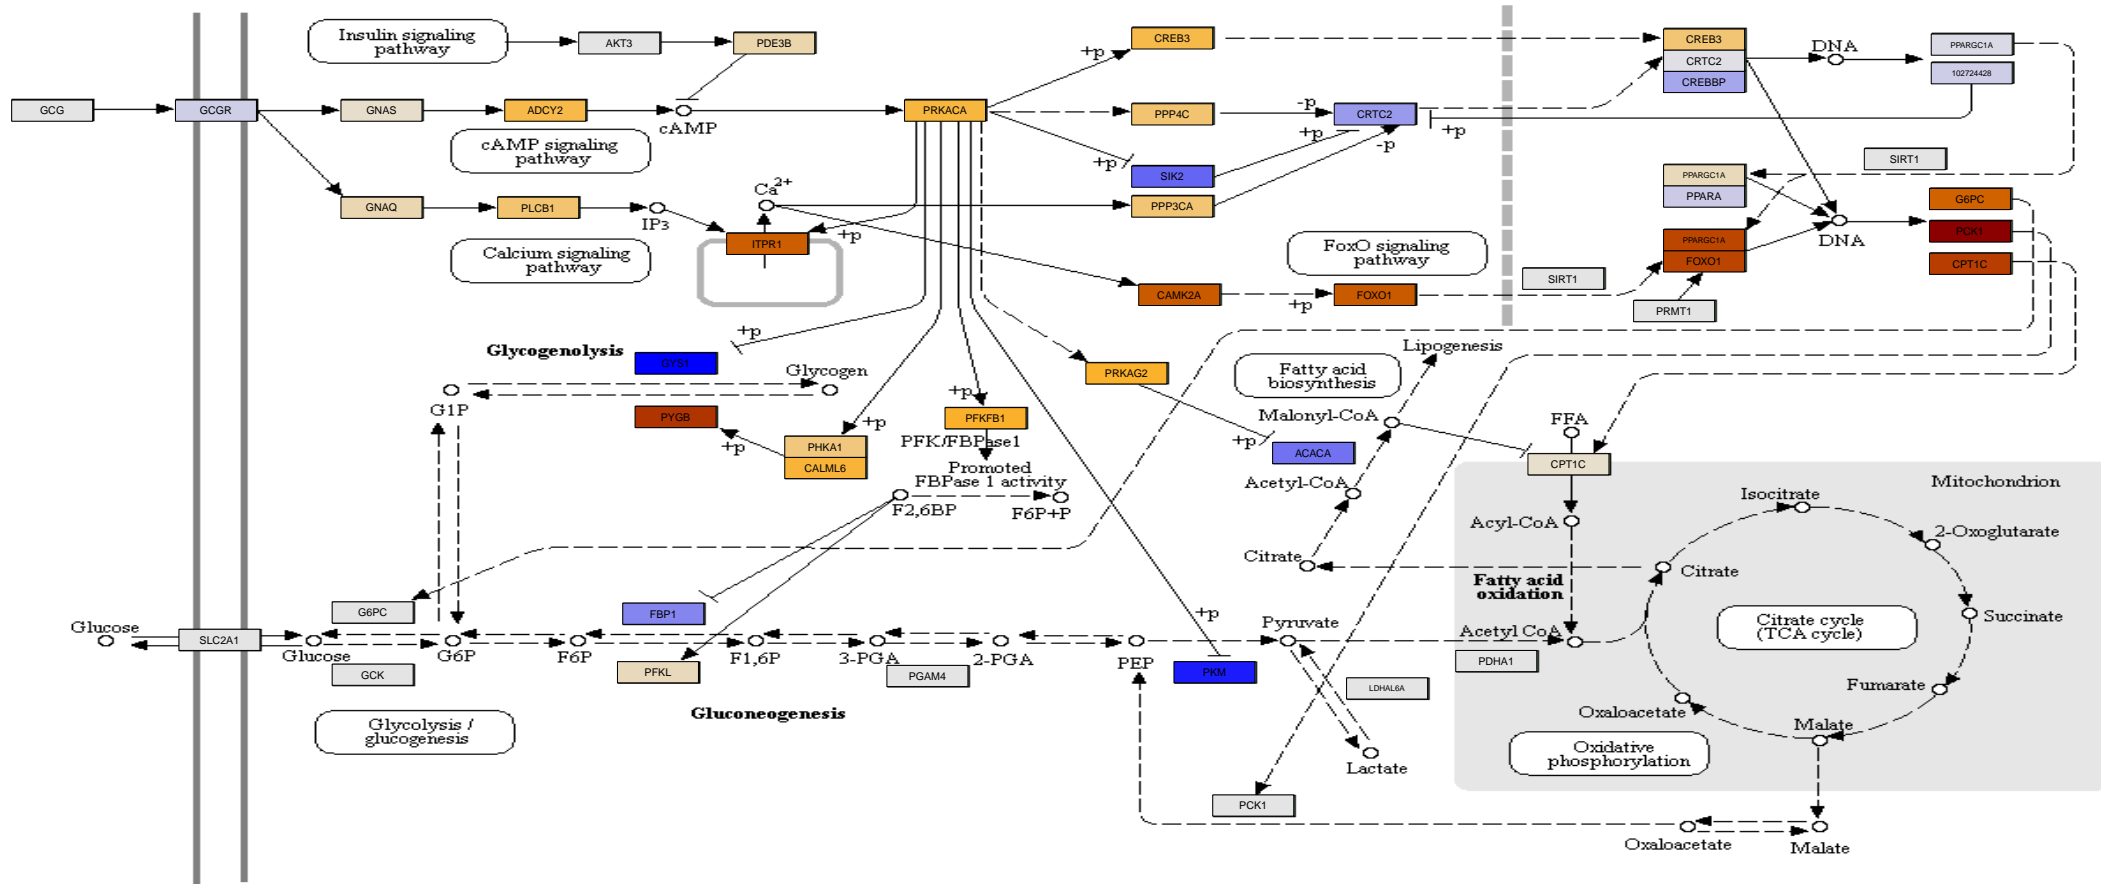 Insulin signaling
pathway
AKT3
PDE3B
CREB3
+p
CREB3
CRTC2
CREBBP
DNA
PPARGC1A
102724428
GCG
GCGR
GNAS
ADCY2
cAMP
PRKACA
PPP4C
-p
CRTC2
+p
+p
+p
-p
cAMP signaling
pathway
SIK2
SIRT1
GNAQ
PLCB1
IP3
Ca2+
PPP3CA
PPARGC1A
PPARA
G6PC
ITPR1
+p
PCK1
DNA
Calcium signaling
pathway
FoxO signaling
pathway
PPARGC1A
FOXO1
CPT1C
SIRT1
CAMK2A
+p
FOXO1
PRMT1
+p
Glycogenolysis
GYS1
Glycogen
G1P
PYGB
+p
+p
PHKA1
CALML6
+p
PFKFB1
PFK/FBPase1
Promoted
FBPase 1 activity
F2,6BP
F6P+P
PRKAG2
+p
Fatty acid
biosynthesis
Lipogenesis
Malonyl-CoA
ACACA
Acetyl-CoA
Citrate
FFA
CPT1C
Acyl-CoA
Mitochondrion
Isocitrate
2-Oxoglutarate
Citrate
Fatty acid
oxidation
Succinate
Citrate cycle
(TCA cycle)
Fumarate
Malate
Oxaloacetate
Oxidative
phosphorylation
G6PC
FBP1
+p
Glucose
SLC2A1
Glucose
G6P
F6P
F1,6P
3-PGA
2-PGA
PEP
Pyruvate
Acetyl CoA
GCK
PFKL
PGAM4
PKM
LDHAL6A
PDHA1
Gluconeogenesis
Glycolysis /
glucogenesis
Lactate
PCK1
Oxaloacetate
Malate